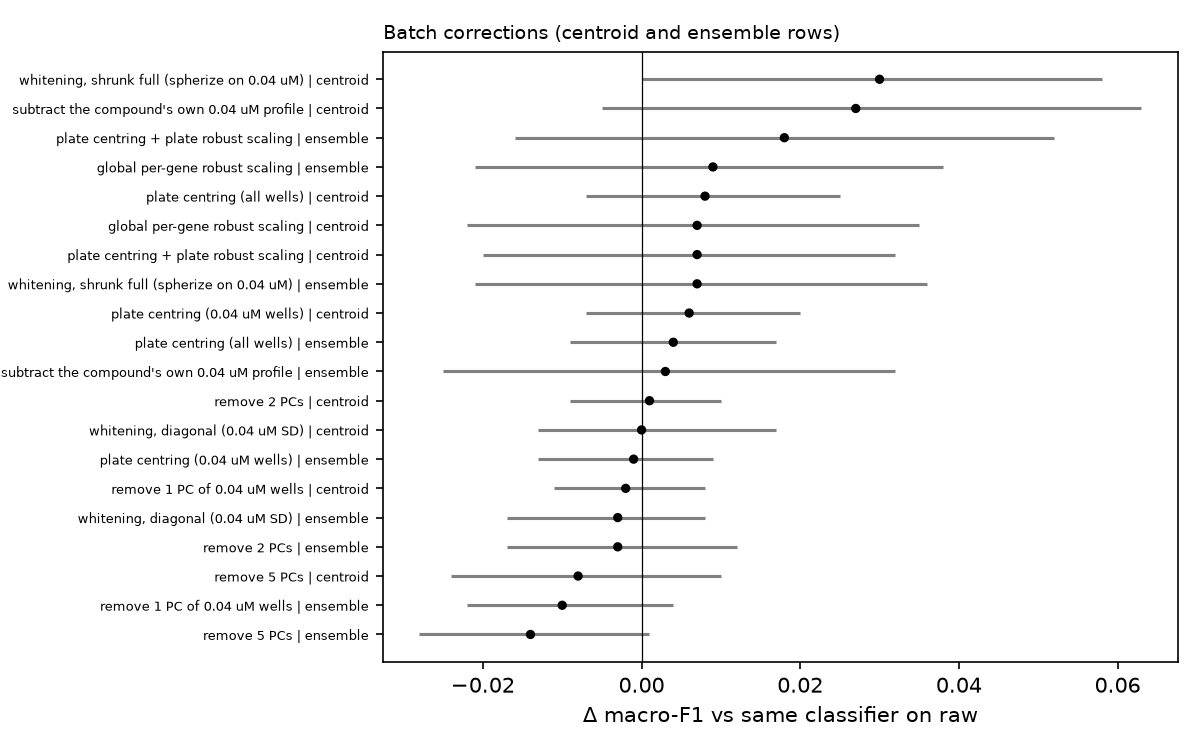 Batch corrections (centroid and ensemble rows)
whitening, shrunk full (spherize on 0.04 uM) | centroid
subtract the compound's own 0.04 uM profile | centroid
plate centring + plate robust scaling | ensemble
global per-gene robust scaling | ensemble
plate centring (all wells) | centroid
global per-gene robust scaling | centroid
plate centring + plate robust scaling | centroid
whitening, shrunk full (spherize on 0.04 uM) | ensemble
plate centring (0.04 uM wells) | centroid
plate centring (all wells) | ensemble
subtract the compound's own 0.04 uM profile | ensemble
remove 2 PCs | centroid
whitening, diagonal (0.04 uM SD) | centroid
plate centring (0.04 uM wells) | ensemble
remove 1 PC of 0.04 uM wells | centroid
whitening, diagonal (0.04 uM SD) | ensemble
remove 2 PCs | ensemble
remove 5 PCs | centroid
remove 1 PC of 0.04 uM wells | ensemble
remove 5 PCs | ensemble
−0.02 0.00 0.02 0.04 0.06
Δ macro-F1 vs same classifier on raw